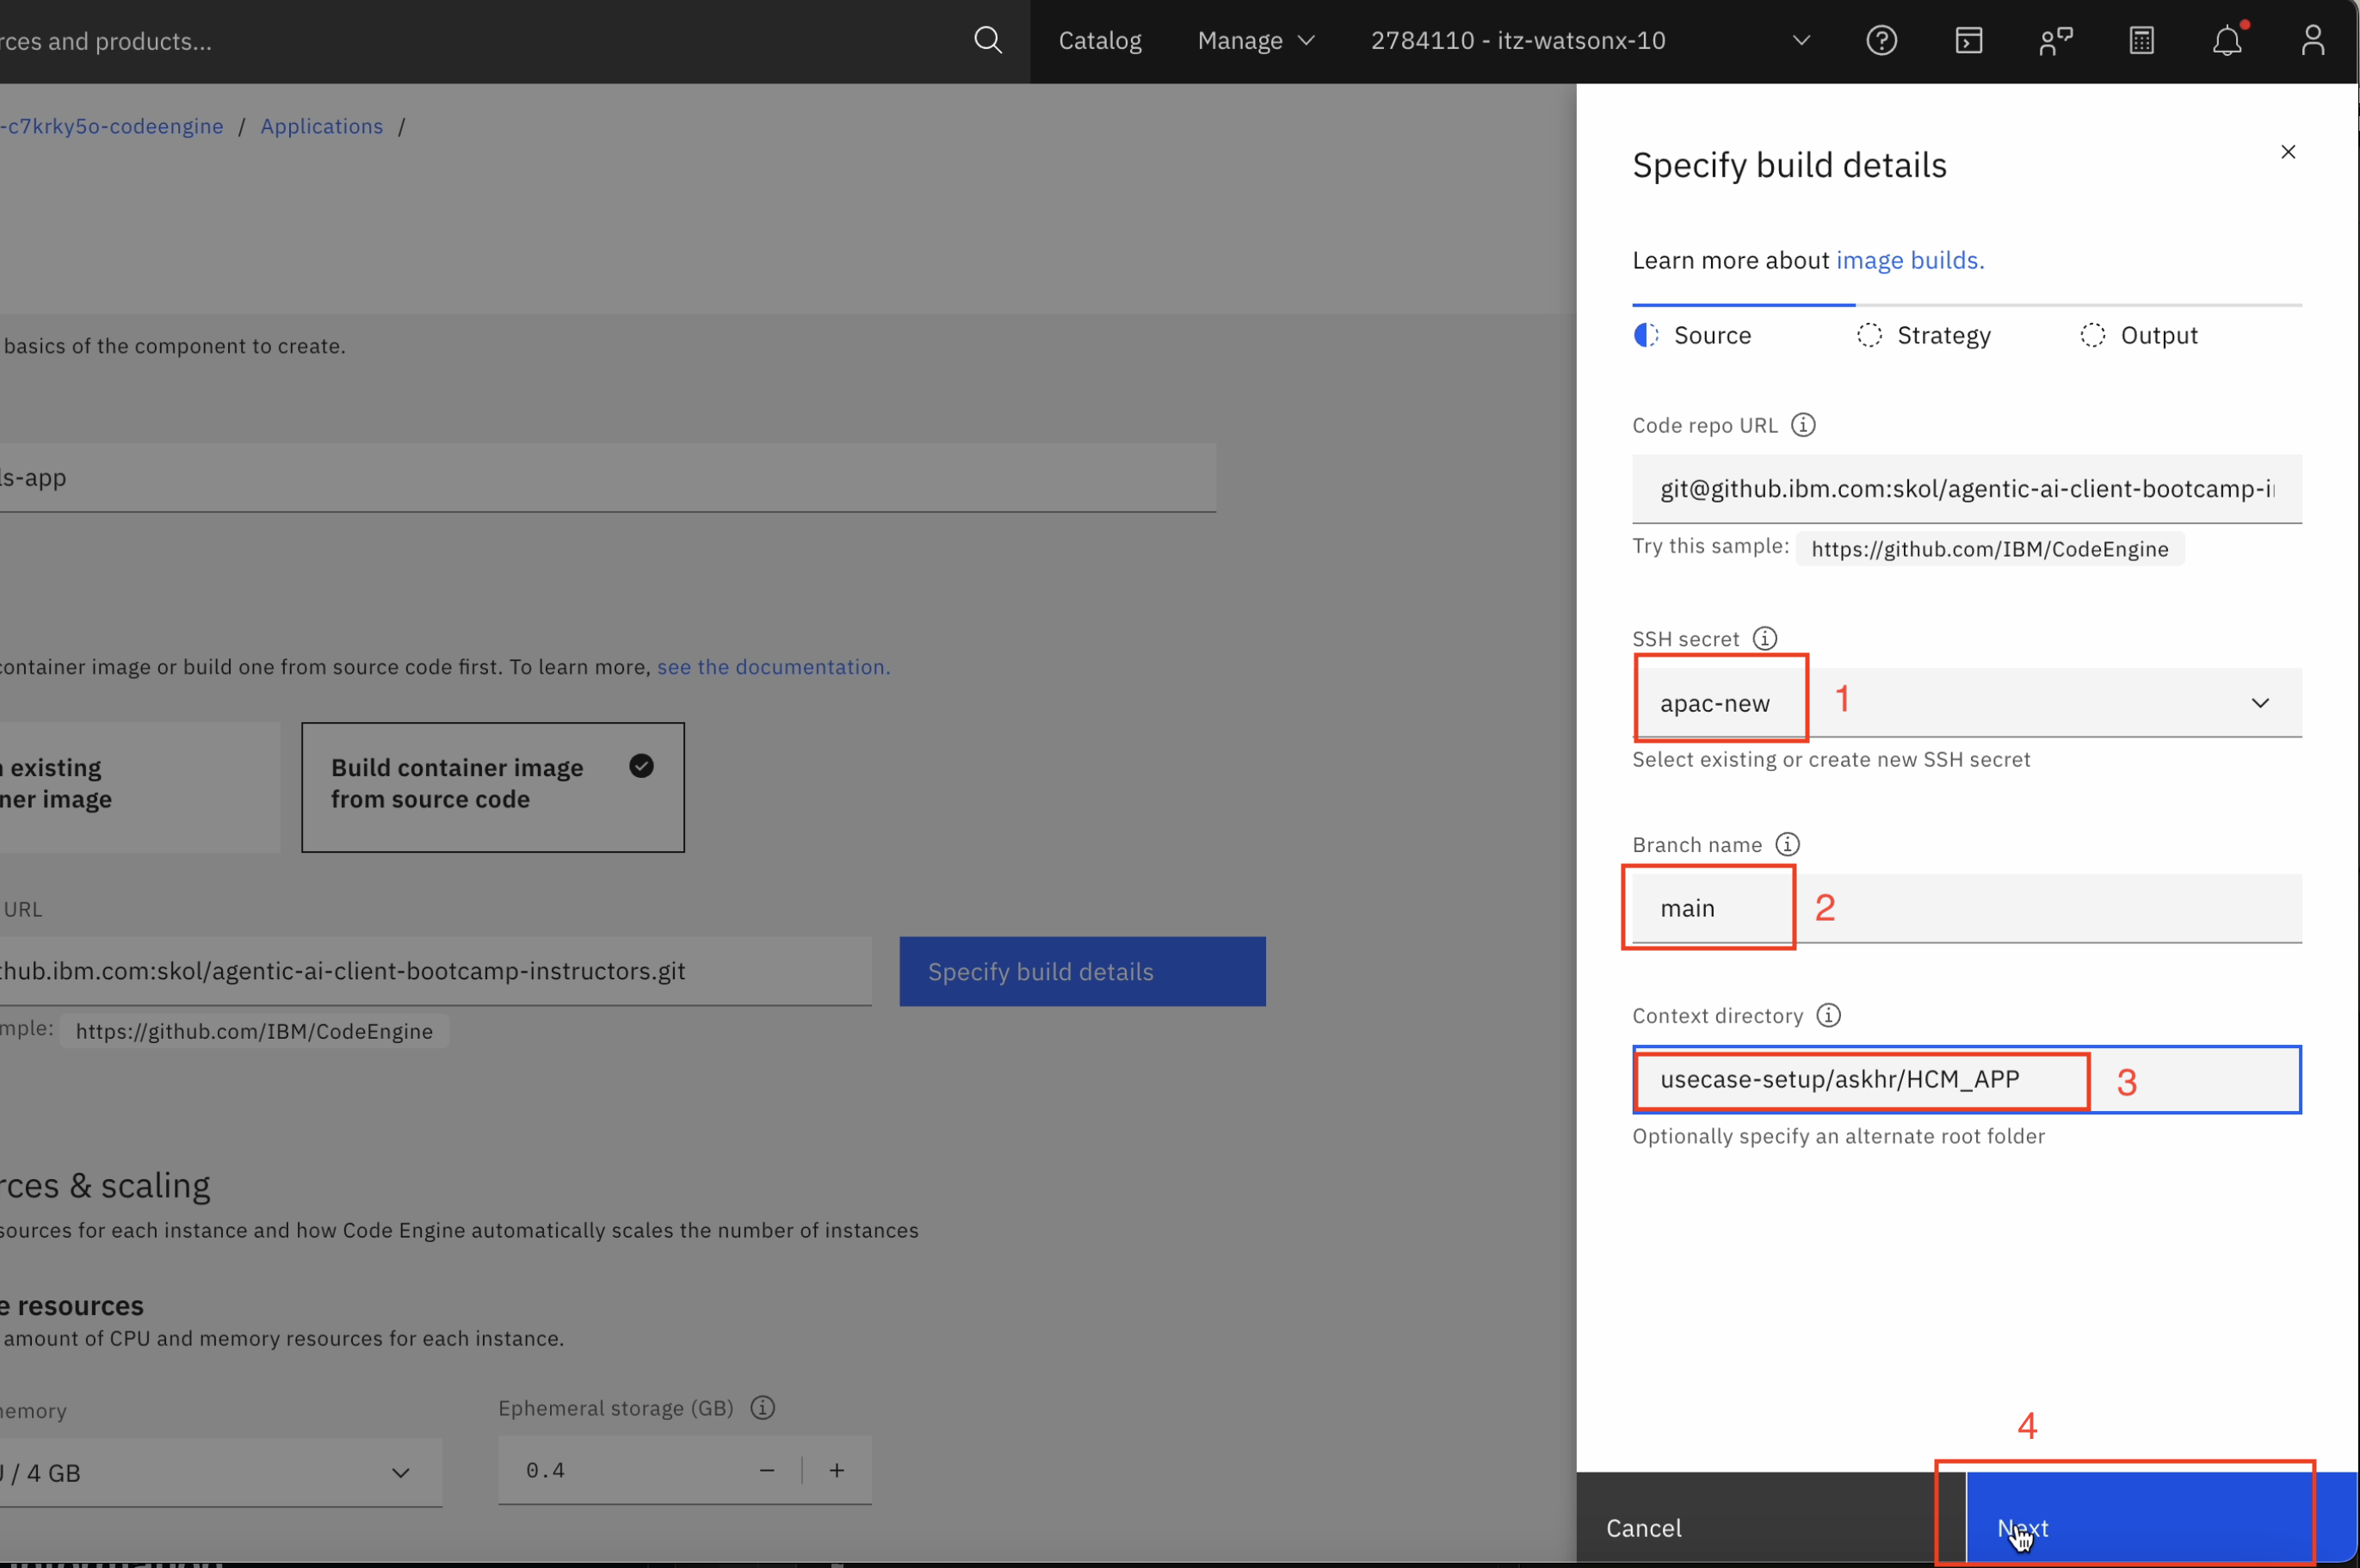 rces and products...
Catalog
Manage
2784110 - itz-watsonx-10
-c7krky5o-codeengine / Applications /
basics of the component to create.
ls-app
container image or build one from source code first. To learn more, see the documentation.
n existing
ner image
Build container image
from source code
URL
hub.ibm.com:skol/agentic-ai-client-bootcamp-instructors.git
Specify build details
mple: https://github.com/IBM/CodeEngine
rces & scaling
sources for each instance and how Code Engine automatically scales the number of instances
e resources
amount of CPU and memory resources for each instance.
memory
/ 4 GB
Ephemeral storage (GB)
0.4
Specify build details
Learn more about image builds.
Source
Strategy
Output
Code repo URL
git@github.ibm.com:skol/agentic-ai-client-bootcamp-i
Try this sample: https://github.com/IBM/CodeEngine
SSH secret
apac-new
1
Select existing or create new SSH secret
Branch name
main
2
Context directory
usecase-setup/askhr/HCM_APP
3
Optionally specify an alternate root folder
4
Cancel
Next